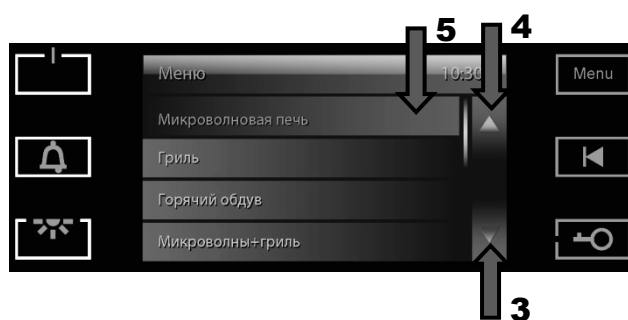 5 4
Меню 10:30
Menu
Микроволновая печь
Гриль
Горячий обдув
Микроволны+гриль
3